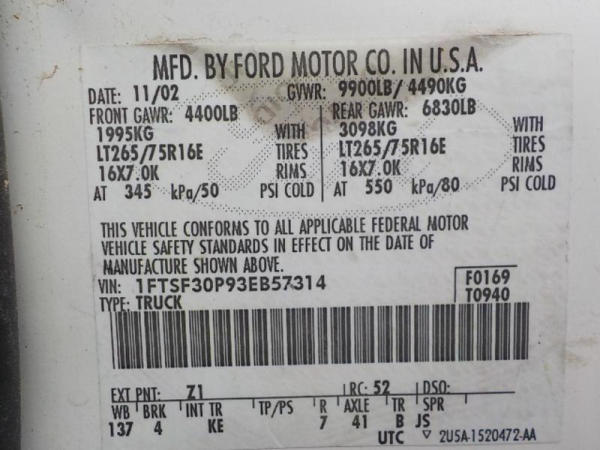 MFD. BY FORD MOTOR CO. IN U.S.A.
DATE: 11/02 GVWR: 9900LB/ 4490KG
FRONT GAWR: 4400LB REAR GAWR: 6830LB
1995KG WITH 3098KG WITH
LT265/75R16E TIRES LT265/75R16E TIRES
16X7.0K RIMS 16X7.0K RIMS
AT 345 kPa/50 PSI COLD AT 550 kPa/80 PSI COLD
THIS VEHICLE CONFORMS TO ALL APPLICABLE FEDERAL MOTOR
VEHICLE SAFETY STANDARDS IN EFFECT ON THE DATE OF
MANUFACTURE SHOWN ABOVE.
VIN: 1FTSF30P93EB57314 F0169
TYPE: TRUCK T0940
EXT PNT: Z1 RC: 52 DSO:
WB BRK INT TR TP/PS R AXLE TR SPR
137 4 KE 7 41 B JS
UTC ▽ 2U5A-1520472-AA